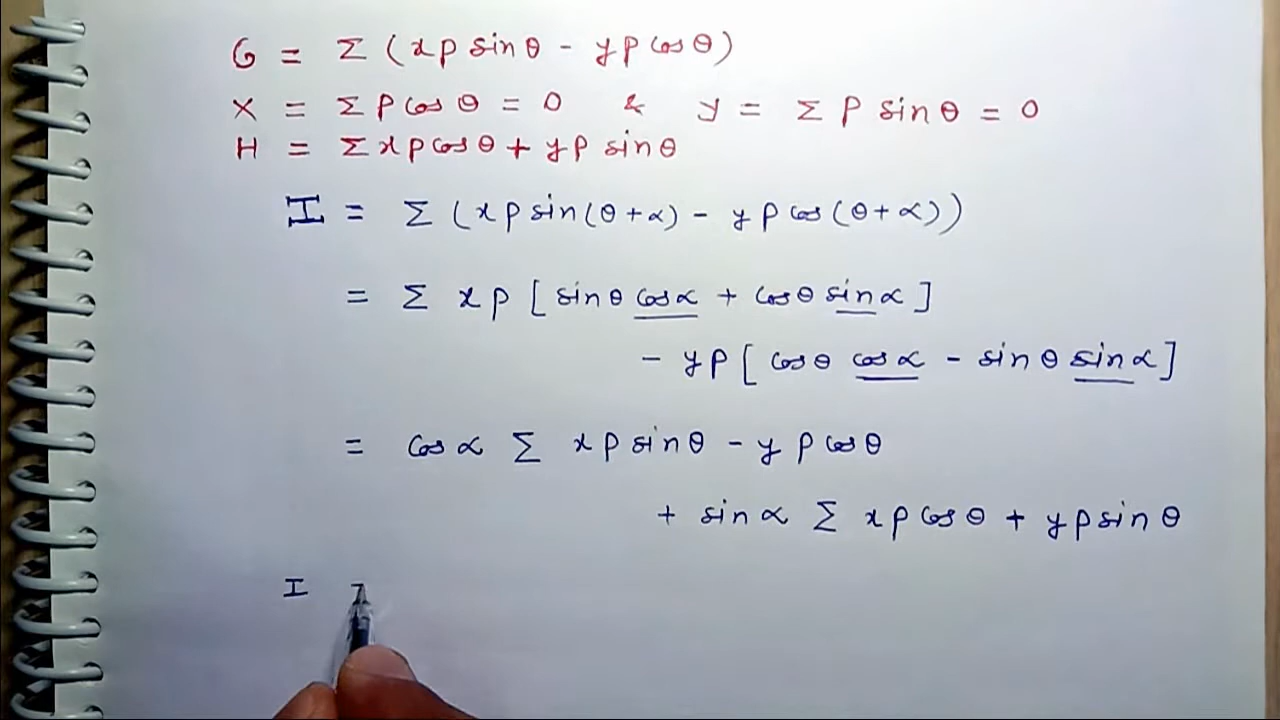 G = Σ (xp sinθ - yp cosθ)
X = Σ p cosθ = 0 & y = Σ p sinθ = 0
H = Σ xp cosθ + yp sinθ
I = Σ (xp sin(θ+α) - yp cos(θ+α))
= Σ xp [sinθ cosα + cosθ sinα]
- yp [cosθ cosα - sinθ sinα]
= cosα Σ xp sinθ - yp cosθ
+ sinα Σ xp cosθ + yp sinθ
I